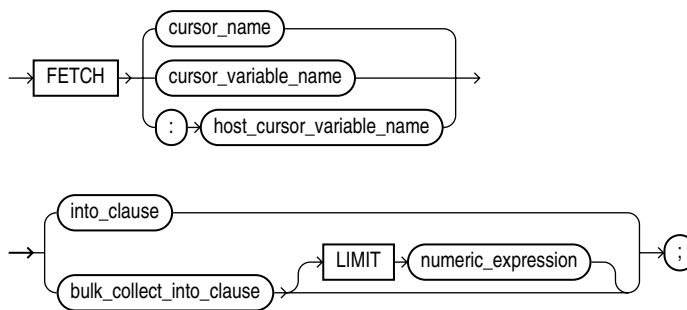 cursor_name
FETCH cursor_variable_name
: host_cursor_variable_name
into_clause
LIMIT numeric_expression
;
bulk_collect_into_clause